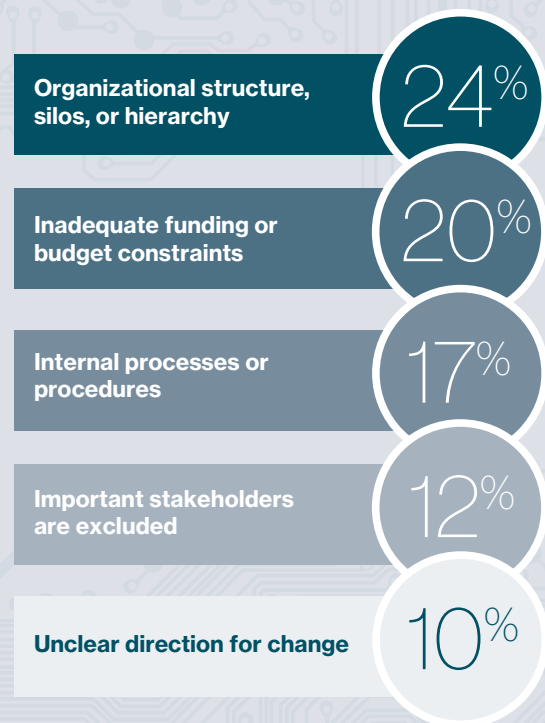 Organizational structure,
silos, or hierarchy
24%
Inadequate funding or
budget constraints
20%
Internal processes or
procedures
17%
Important stakeholders
are excluded
12%
Unclear direction for change
10%